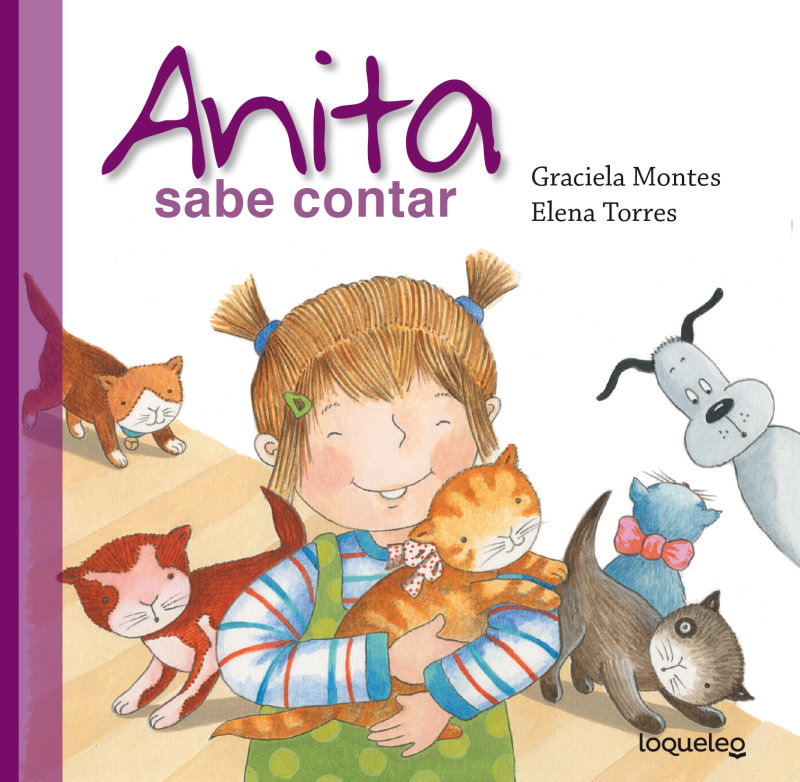 Anita
sabe contar
Graciela Montes
Elena Torres
loqueleo